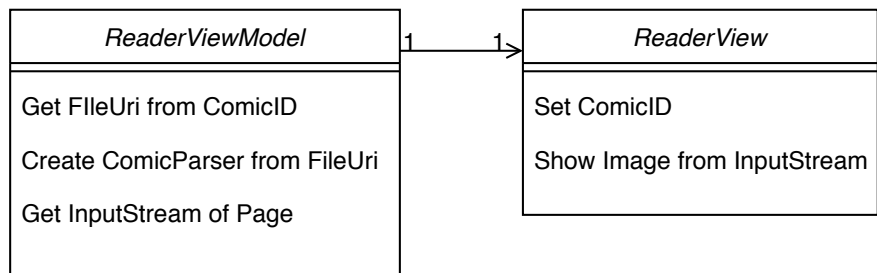 ReaderViewModel
1
1
ReaderView
Get FIleUri from ComicID
Create ComicParser from FileUri
Get InputStream of Page
Set ComicID
Show Image from InputStream